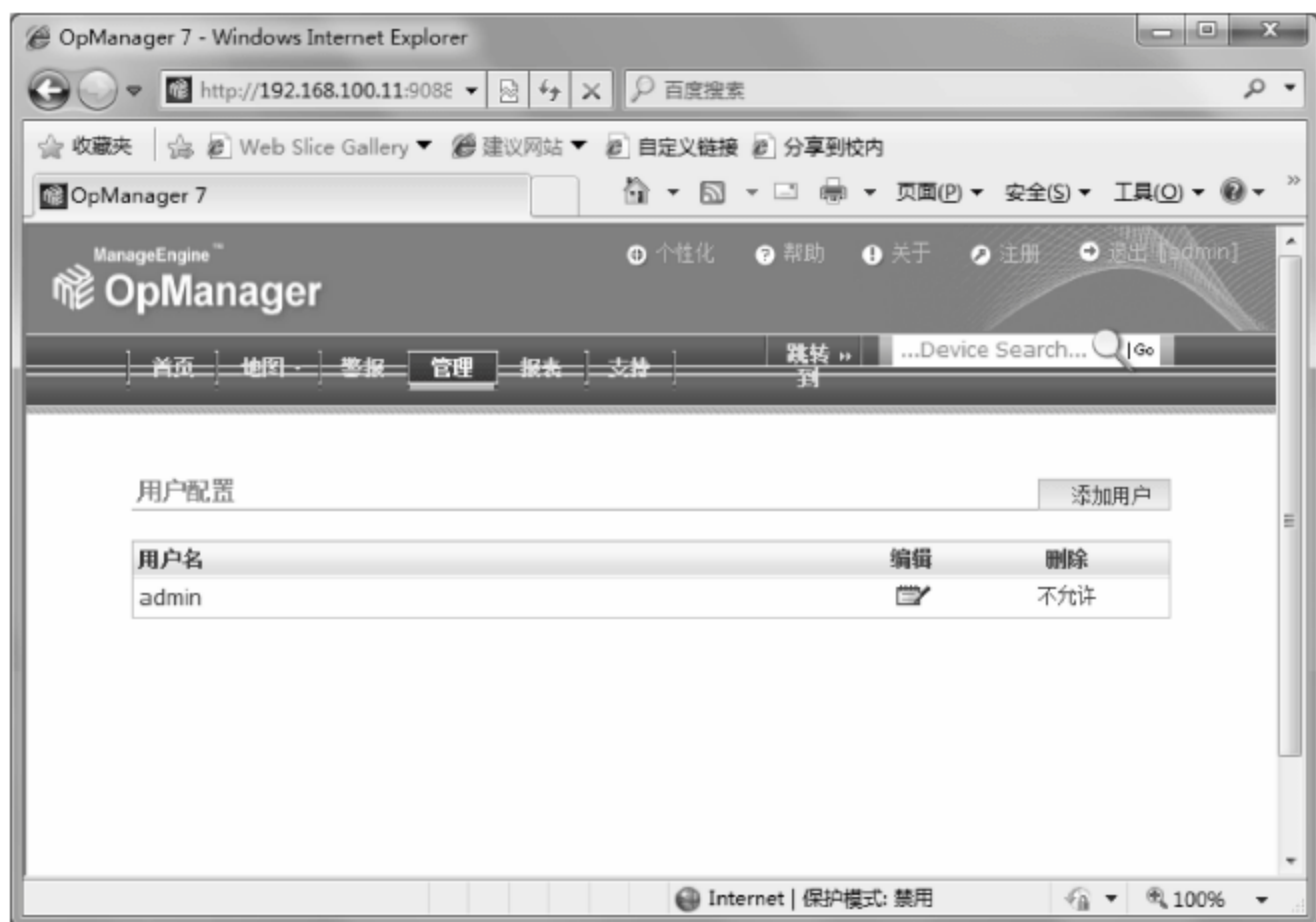 OpManager 7 - Windows Internet Explorer
http://192.168.100.11:9088 百度搜索
收藏夹 Web Slice Gallery 建议网站 自定义链接 分享到校内
OpManager 7 页面(P) 安全(S) 工具(O)
ManageEngine™ 个性化 帮助 关于 注册 退出 [admin]
OpManager
首页 地图 警报 管理 报表 支持 跳转到 ...Device Search... Go
用户配置 添加用户
用户名 编辑 删除
admin 不允许
Internet | 保护模式: 禁用 100%